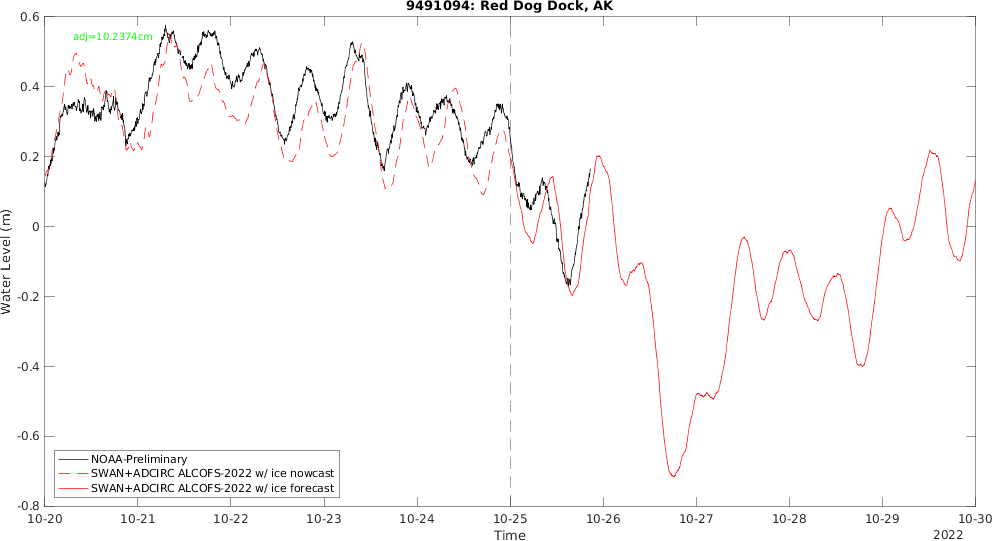 9491094: Red Dog Dock, AK
adj=10.2374cm
0.6
0.4
0.2
0
-0.2
-0.4
-0.6
-0.8
Water Level (m)
NOAA-Preliminary
SWAN+ADCIRC ALCOFS-2022 w/ ice nowcast
SWAN+ADCIRC ALCOFS-2022 w/ ice forecast
10-20 10-21 10-22 10-23 10-24 10-25 10-26 10-27 10-28 10-29 10-30
Time
2022